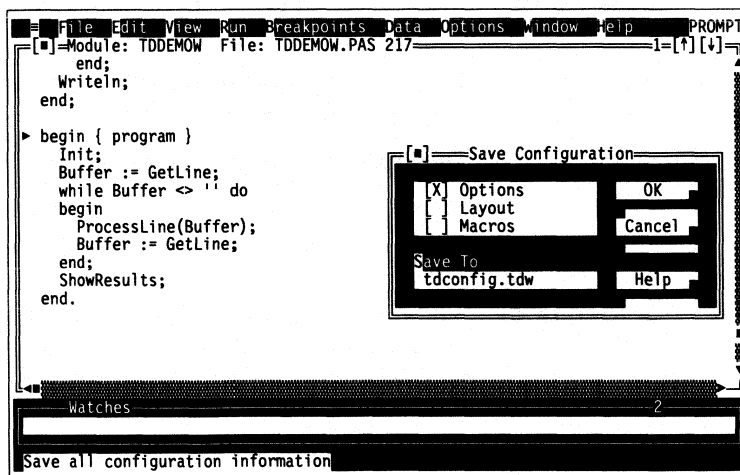 ≡ File Edit View Run Breakpoints Data Options Window Help PROMPT
[■]=Module: TDDEMOW File: TDDEMOW.PAS 217 1=[↑][↓]
end;
Writeln;
end;
► begin { program }
Init;
Buffer := GetLine;
while Buffer <> '' do
begin
ProcessLine(Buffer);
Buffer := GetLine;
end;
ShowResults;
end.
[■] Save Configuration
[X] Options OK
[ ] Layout
[ ] Macros Cancel
Save To
tdconfig.tdw Help
Watches 2
Save all configuration information